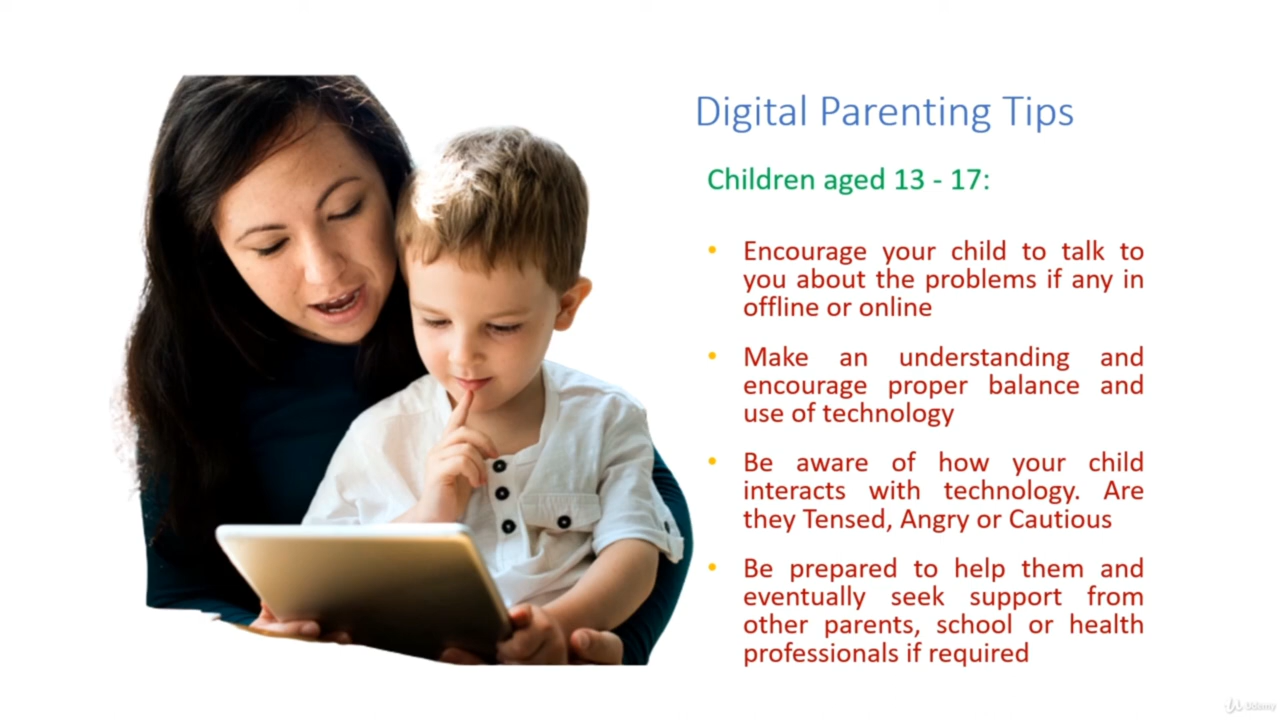 Digital Parenting Tips
Children aged 13 - 17:
• Encourage your child to talk to
you about the problems if any in
offline or online
• Make an understanding and
encourage proper balance and
use of technology
• Be aware of how your child
interacts with technology. Are
they Tensed, Angry or Cautious
• Be prepared to help them and
eventually seek support from
other parents, school or health
professionals if required
Udemy